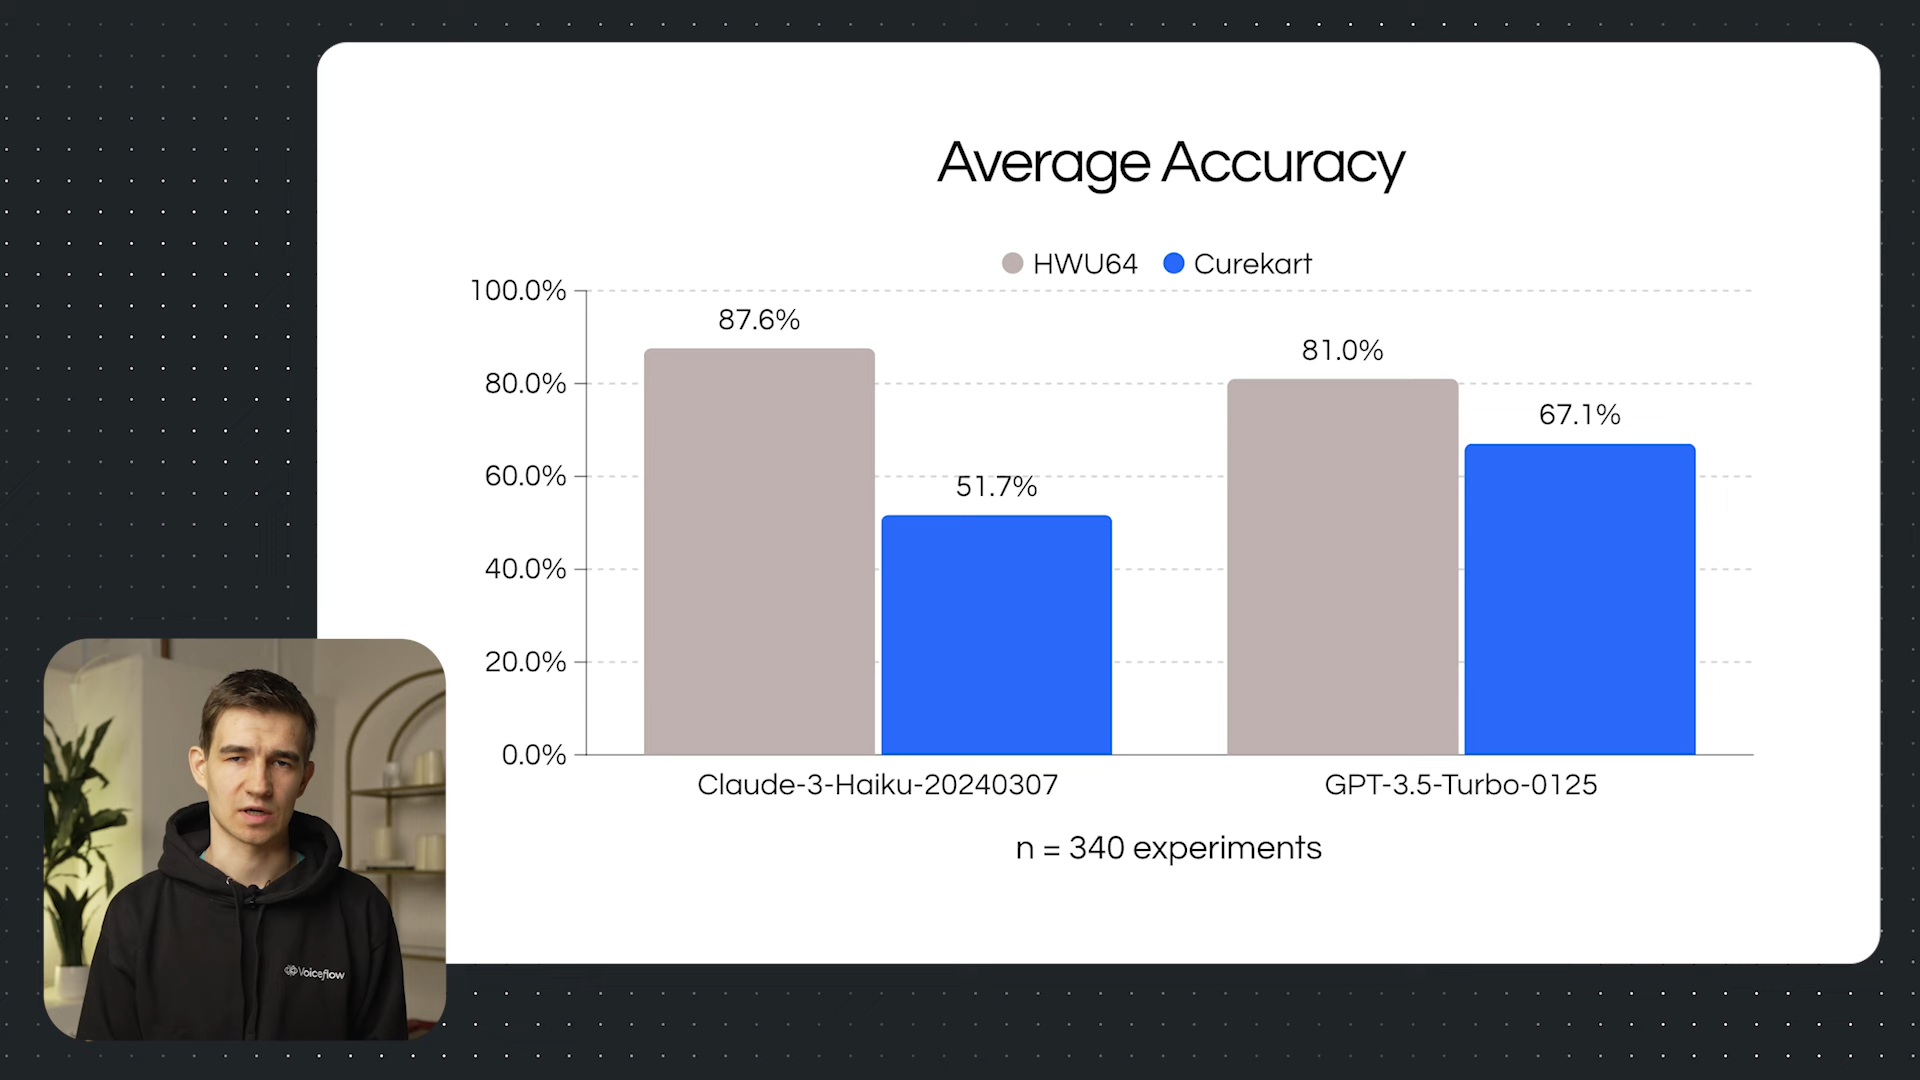 Average Accuracy
HWU64 Curekart
100.0%
80.0%
60.0%
40.0%
20.0%
0.0%
87.6%
51.7%
81.0%
67.1%
Claude-3-Haiku-20240307 GPT-3.5-Turbo-0125
n = 340 experiments
Voiceflow